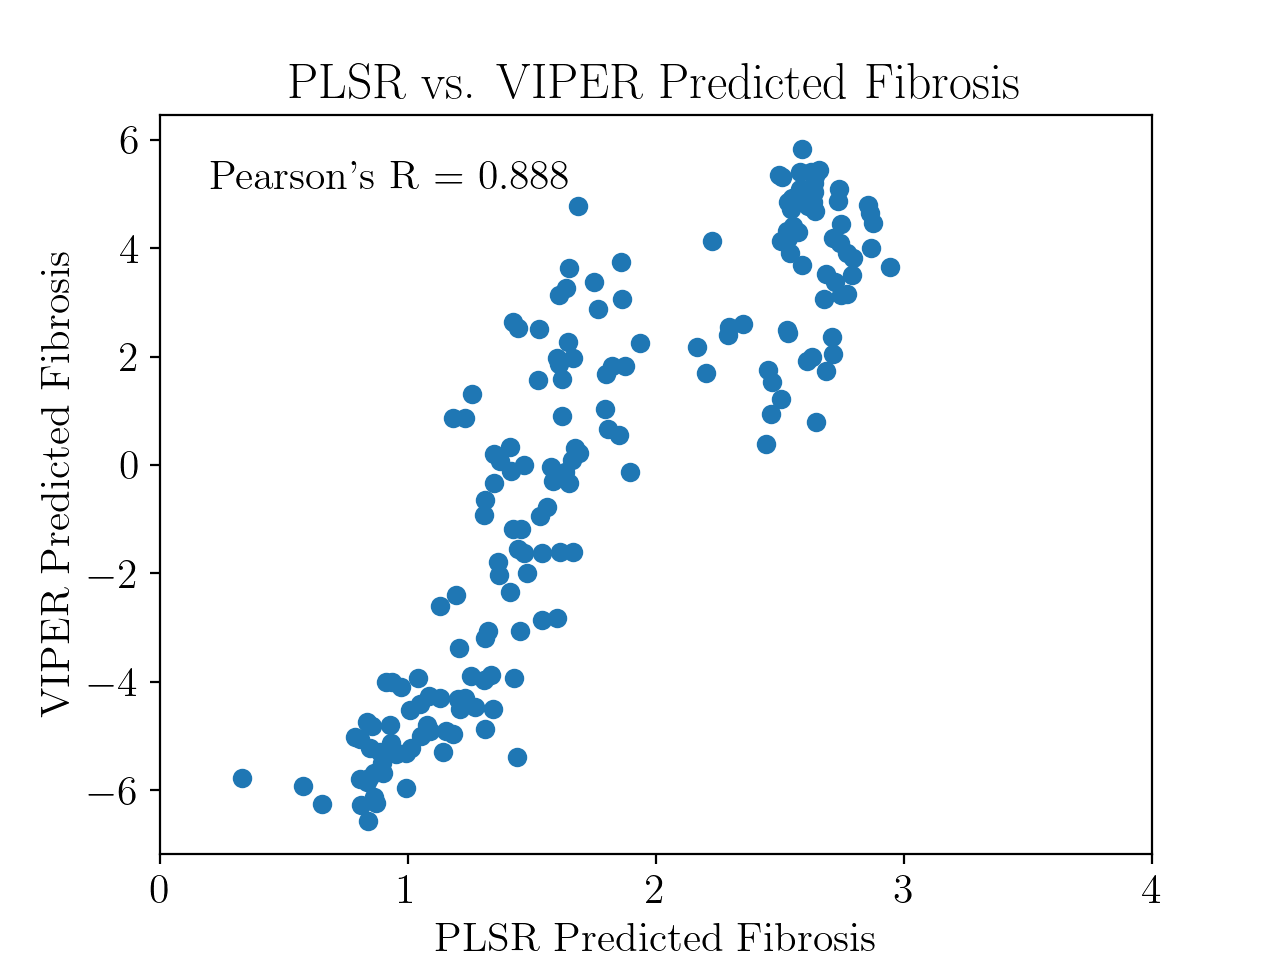 PLSR vs. VIPER Predicted Fibrosis
Pearson's R = 0.888
VIPER Predicted Fibrosis
6
4
2
0
−2
−4
−6
0 1 2 3 4
PLSR Predicted Fibrosis